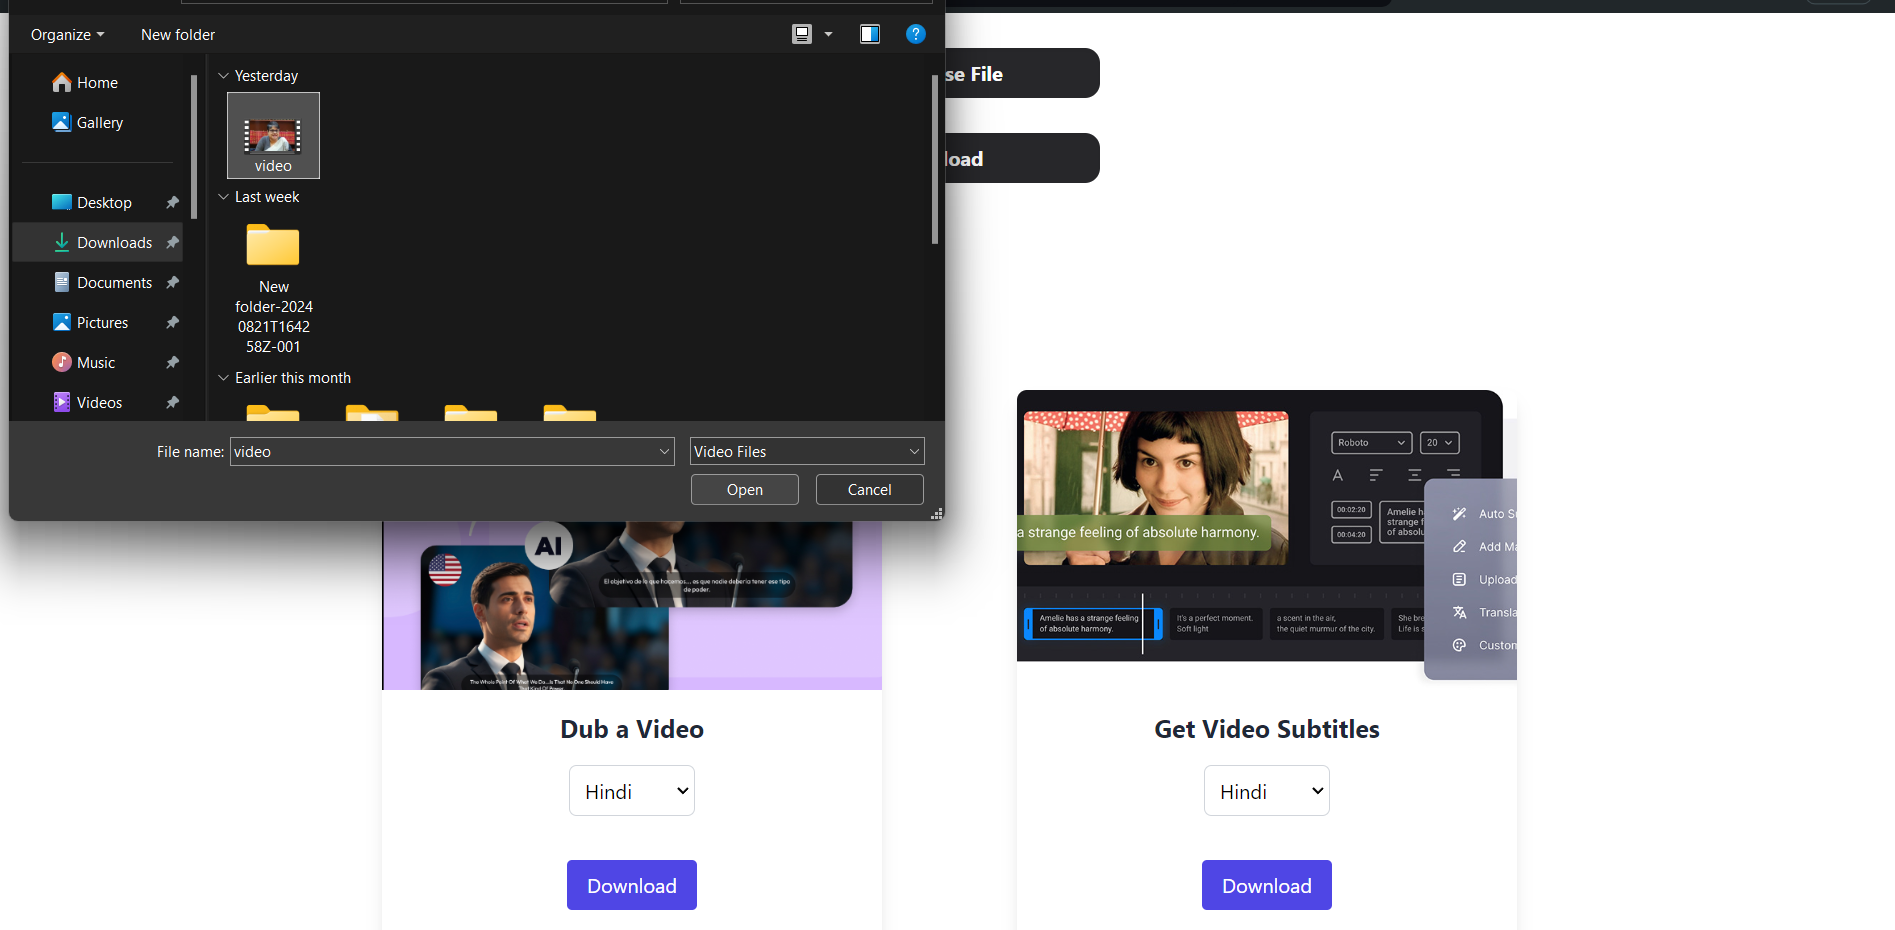 Organize
New folder
Home
Gallery
Desktop
Downloads
Documents
Pictures
Music
Videos
Yesterday
video
Last week
New
folder-2024
0821T1642
58Z-001
Earlier this month
File name:
video
Video Files
Open
Cancel
se File
load
AI
El objetivo de lo que hacemos... es que nadie debería tener ese tipo
de poder.
The Whole Point Of What We Do...Is That No One Should Have
That Kind Of Power
Dub a Video
Hindi
Download
a strange feeling of absolute harmony.
Roboto
20
A
00:02:20
00:04:20
Amelie h
strange f
of absolu
Auto Su
Add Ma
Upload
Transla
Custom
Amelie has a strange feeling
of absolute harmony.
It's a perfect moment.
Soft light
a scent in the air,
the quiet murmur of the city.
She bre
Life is s
Get Video Subtitles
Hindi
Download